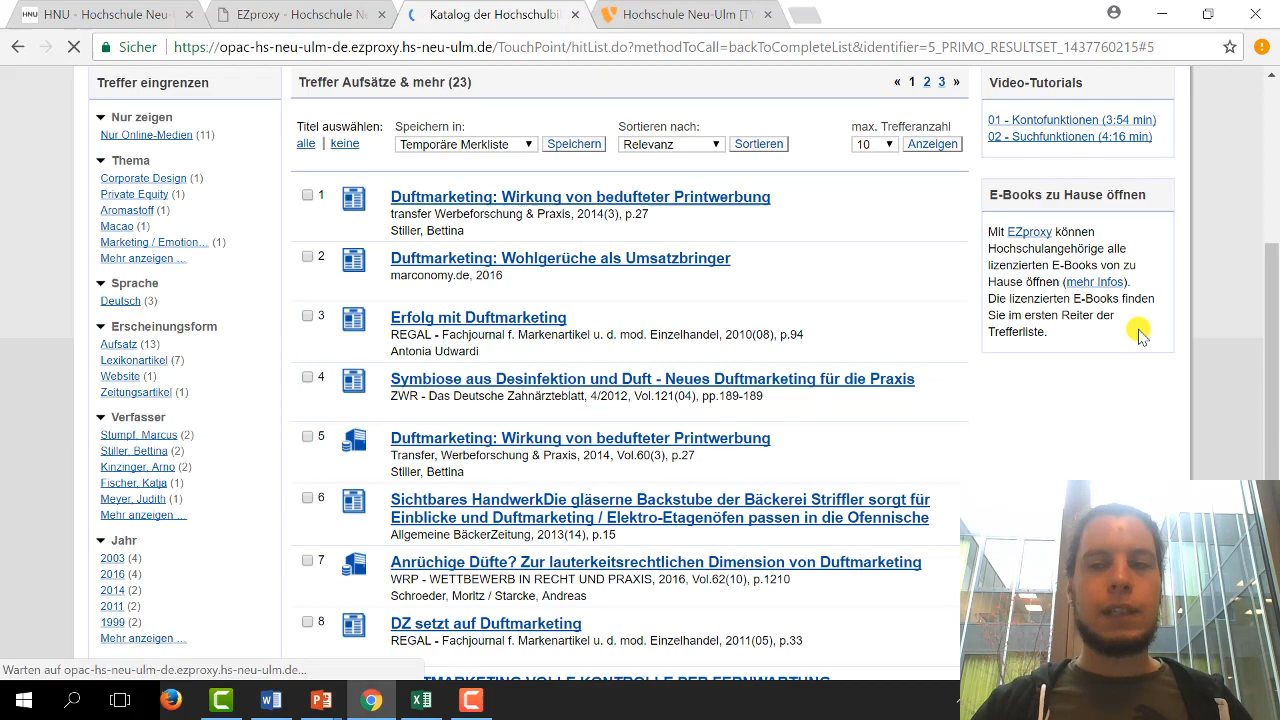 HNU - Hochschule Neu-U
EZproxy - Hochschule Ne
Katalog der Hochschulbi
Hochschule Neu-Ulm [TY
Sicher
https://opac-hs-neu-ulm-de.ezproxy.hs-neu-ulm.de/TouchPoint/hitList.do?methodToCall=backToCompleteList&identifier=5_PRIMO_RESULTSET_1437760215#5
Treffer eingrenzen
Nur zeigen
Nur Online-Medien (11)
Thema
Corporate Design (1)
Private Equity (1)
Aromastoff (1)
Macao (1)
Marketing / Emotion... (1)
Mehr anzeigen ...
Sprache
Deutsch (3)
Erscheinungsform
Aufsatz (13)
Lexikonartikel (7)
Website (1)
Zeitungsartikel (1)
Verfasser
Stumpf, Marcus (2)
Stiller, Bettina (2)
Kinzinger, Arno (2)
Fischer, Katja (1)
Meyer, Judith (1)
Mehr anzeigen ...
Jahr
2003 (4)
2016 (4)
2014 (2)
2011 (2)
1999 (2)
Mehr anzeigen ...
Warten auf opac-hs-neu-ulm-de.ezproxy.hs-neu-ulm.de...
Treffer Aufsätze & mehr (23)
« 1 2 3 »
Titel auswählen:
alle | keine
Speichern in:
Temporäre Merkliste
Speichern
Sortieren nach:
Relevanz
Sortieren
max. Trefferanzahl
10
Anzeigen
1 Duftmarketing: Wirkung von bedufteter Printwerbung
transfer Werbeforschung & Praxis, 2014(3), p.27
Stiller, Bettina
2 Duftmarketing: Wohlgerüche als Umsatzbringer
marconomy.de, 2016
3 Erfolg mit Duftmarketing
REGAL - Fachjournal f. Markenartikel u. d. mod. Einzelhandel, 2010(08), p.94
Antonia Udwardi
4 Symbiose aus Desinfektion und Duft - Neues Duftmarketing für die Praxis
ZWR - Das Deutsche Zahnärzteblatt, 4/2012, Vol.121(04), pp.189-189
5 Duftmarketing: Wirkung von bedufteter Printwerbung
Transfer, Werbeforschung & Praxis, 2014, Vol.60(3), p.27
Stiller, Bettina
6 Sichtbares HandwerkDie gläserne Backstube der Bäckerei Striffler sorgt für
Einblicke und Duftmarketing / Elektro-Etagenöfen passen in die Ofennische
Allgemeine BäckerZeitung, 2013(14), p.15
7 Anrüchige Düfte? Zur lauterkeitsrechtlichen Dimension von Duftmarketing
WRP - WETTBEWERB IN RECHT UND PRAXIS, 2016, Vol.62(10), p.1210
Schroeder, Moritz / Starcke, Andreas
8 DZ setzt auf Duftmarketing
REGAL - Fachjournal f. Markenartikel u. d. mod. Einzelhandel, 2011(05), p.33
VOLLE KONTROLLE PER FERNWARTUNG
Video-Tutorials
01 - Kontofunktionen (3:54 min)
02 - Suchfunktionen (4:16 min)
E-Books zu Hause öffnen
Mit EZproxy können
Hochschulangehörige alle
lizenzierten E-Books von zu
Hause öffnen (mehr Infos).
Die lizenzierten E-Books finden
Sie im ersten Reiter der
Trefferliste.